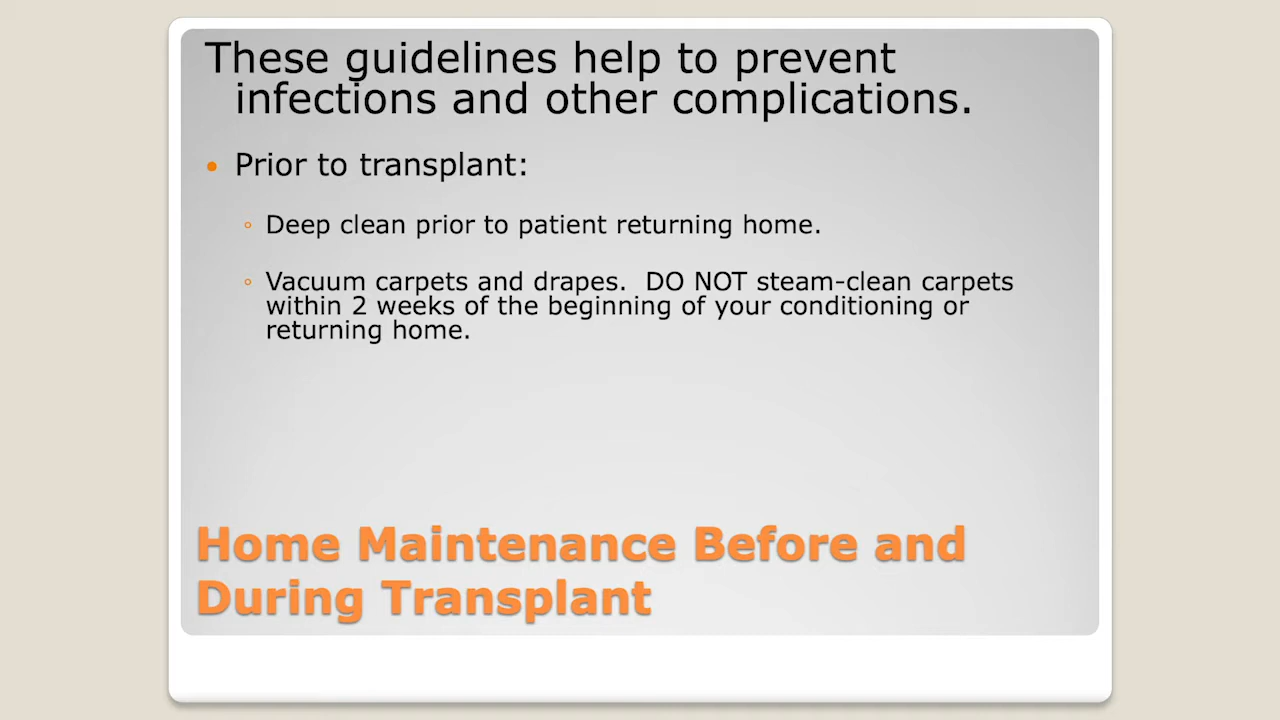 These guidelines help to prevent
infections and other complications.
• Prior to transplant:
◦ Deep clean prior to patient returning home.
◦ Vacuum carpets and drapes.  DO NOT steam-clean carpets
within 2 weeks of the beginning of your conditioning or
returning home.
Home Maintenance Before and
During Transplant